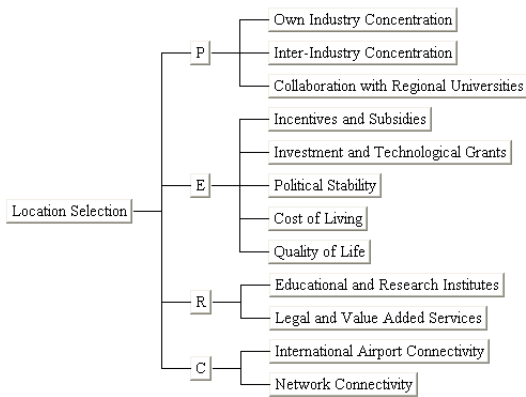 Location Selection
P
Own Industry Concentration
Inter-Industry Concentration
Collaboration with Regional Universities
E
Incentives and Subsidies
Investment and Technological Grants
Political Stability
Cost of Living
Quality of Life
R
Educational and Research Institutes
Legal and Value Added Services
C
International Airport Connectivity
Network Connectivity